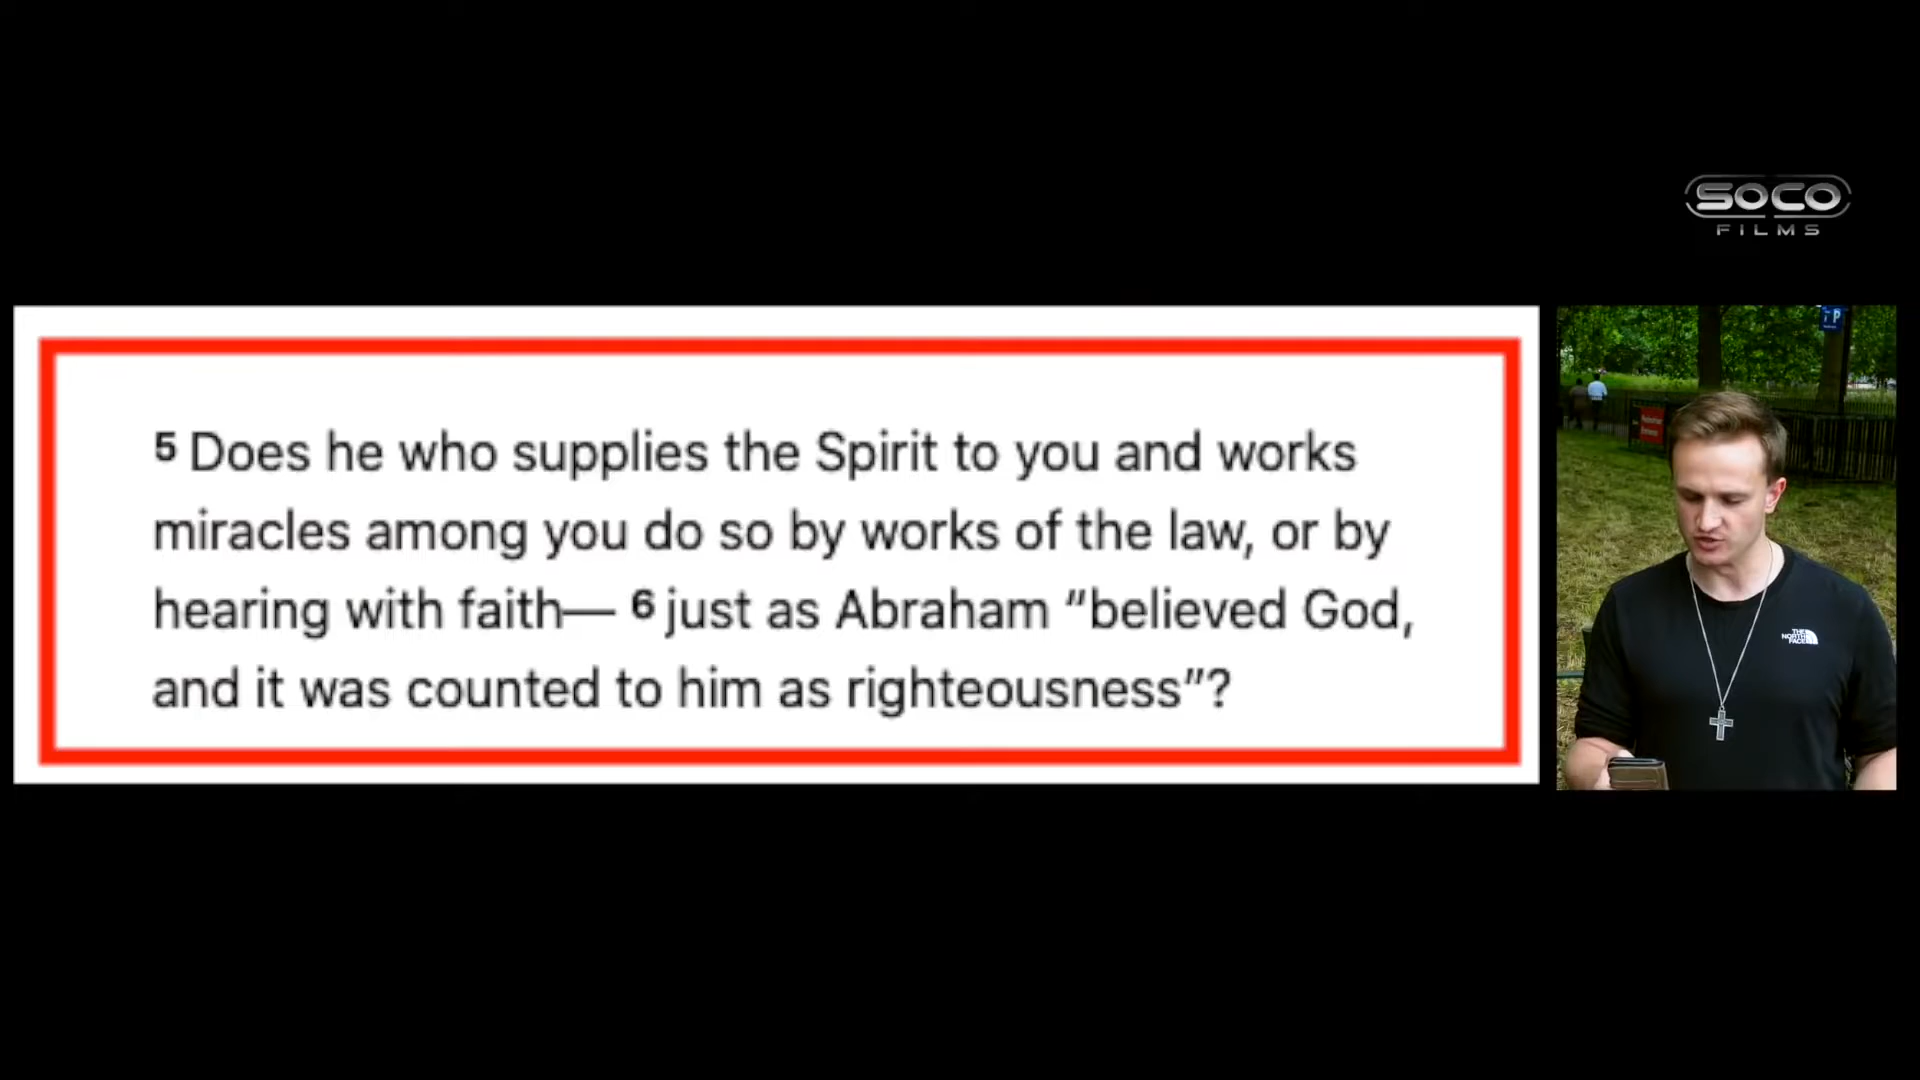 SOCO
FILMS
5 Does he who supplies the Spirit to you and works
miracles among you do so by works of the law, or by
hearing with faith— 6 just as Abraham “believed God,
and it was counted to him as righteousness”?
P
THE
NORTH
FACE